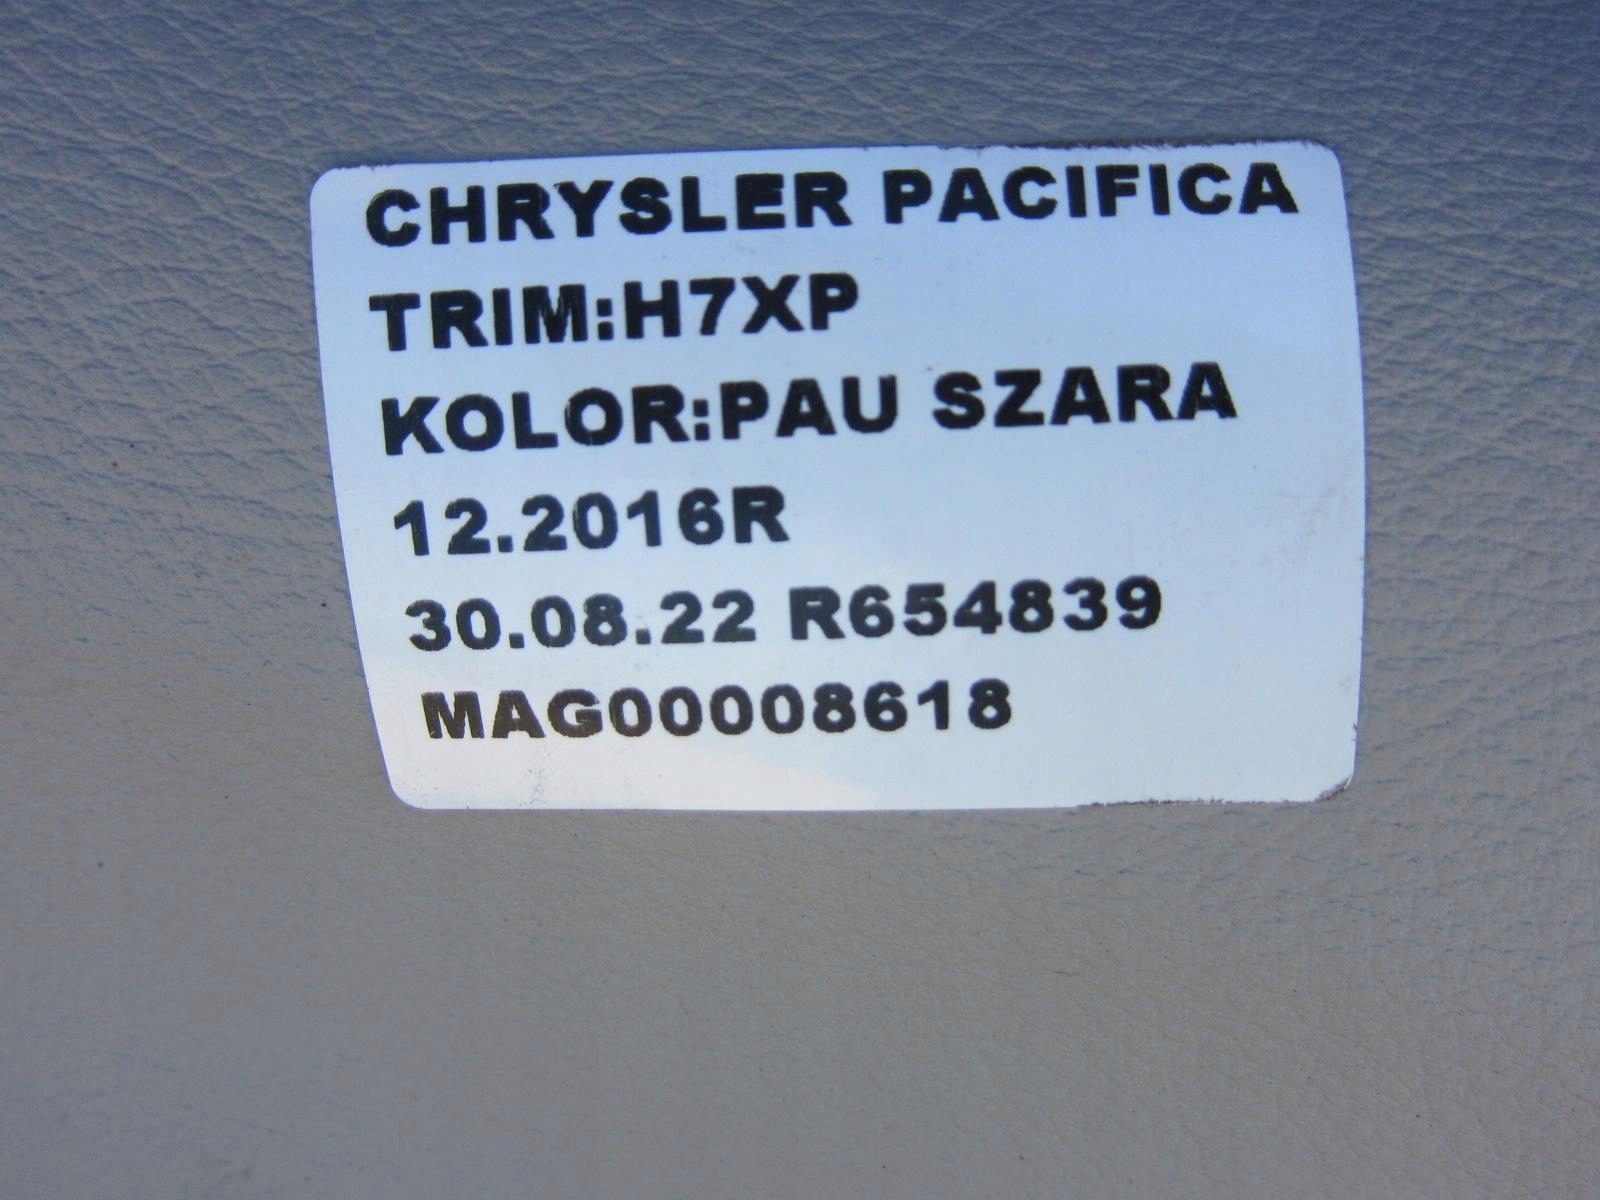 CHRYSLER PACIFICA
TRIM:H7XP
KOLOR:PAU SZARA
12.2016R
30.08.22 R654839
MAG00008618